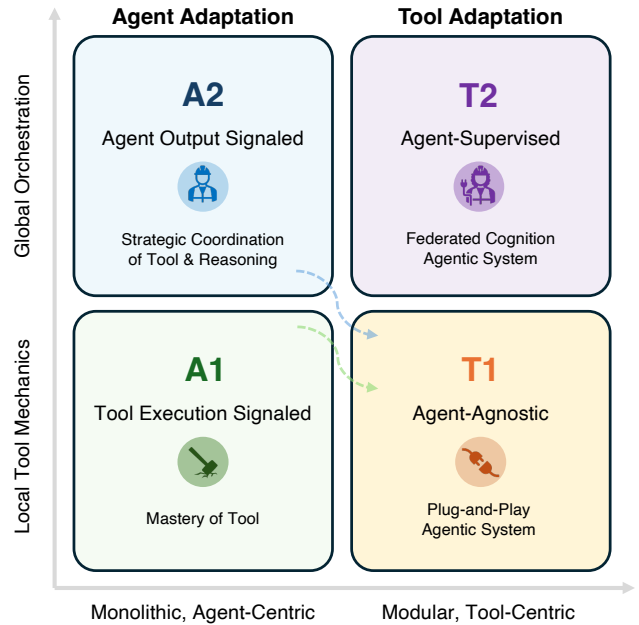 Agent Adaptation
Tool Adaptation
Global Orchestration
A2
Agent Output Signaled
Strategic Coordination
of Tool & Reasoning
T2
Agent-Supervised
Federated Cognition
Agentic System
Local Tool Mechanics
A1
Tool Execution Signaled
Mastery of Tool
T1
Agent-Agnostic
Plug-and-Play
Agentic System
Monolithic, Agent-Centric
Modular, Tool-Centric